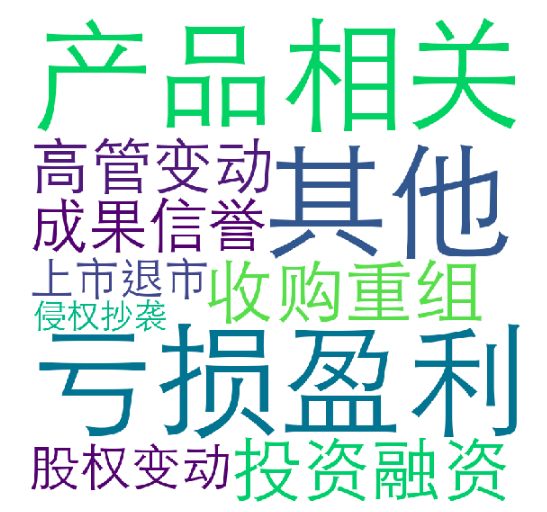 产品相关
高管变动
其他
成果信誉
上市退市
收购重组
侵权抄袭
亏损盈利
股权变动
投资融资